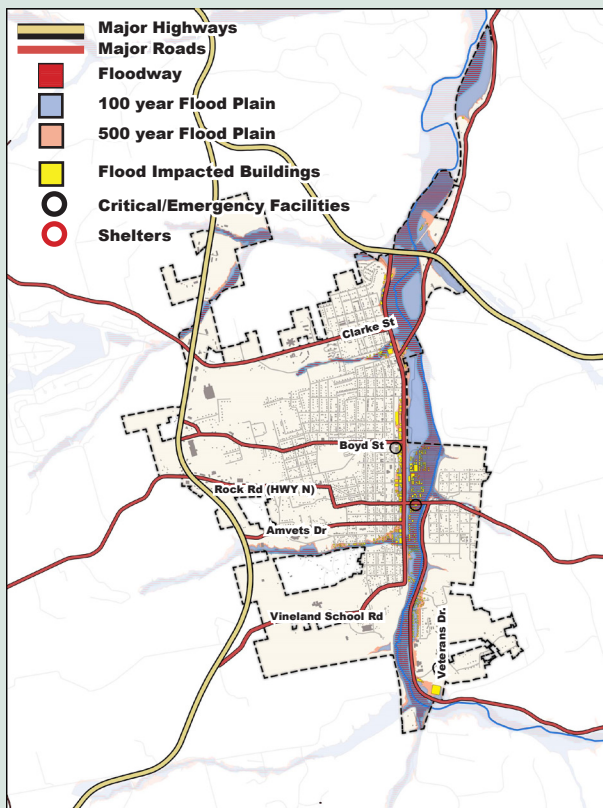 Major Highways
Major Roads
Floodway
100 year Flood Plain
500 year Flood Plain
Flood Impacted Buildings
Critical/Emergency Facilities
Shelters
Clarke St
Boyd St
Rock Rd (HWY N)
Amvets Dr
Vineland School Rd
Veterans Dr.